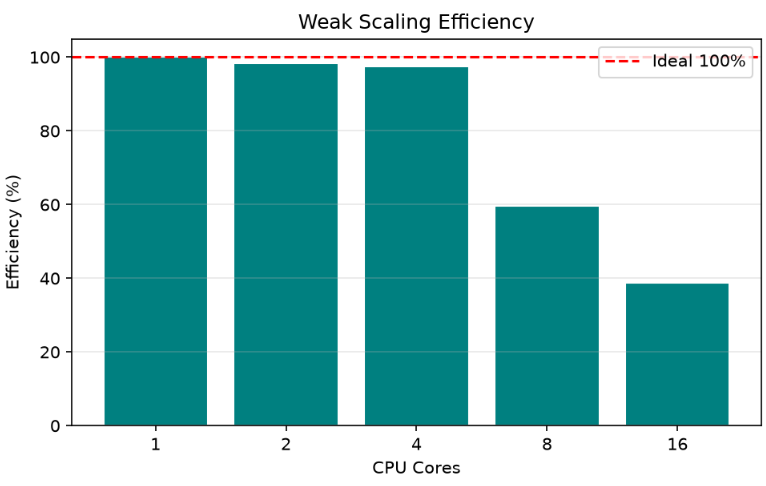 Weak Scaling Efficiency
Ideal 100%
Efficiency (%)
100
80
60
40
20
0
1 2 4 8 16
CPU Cores